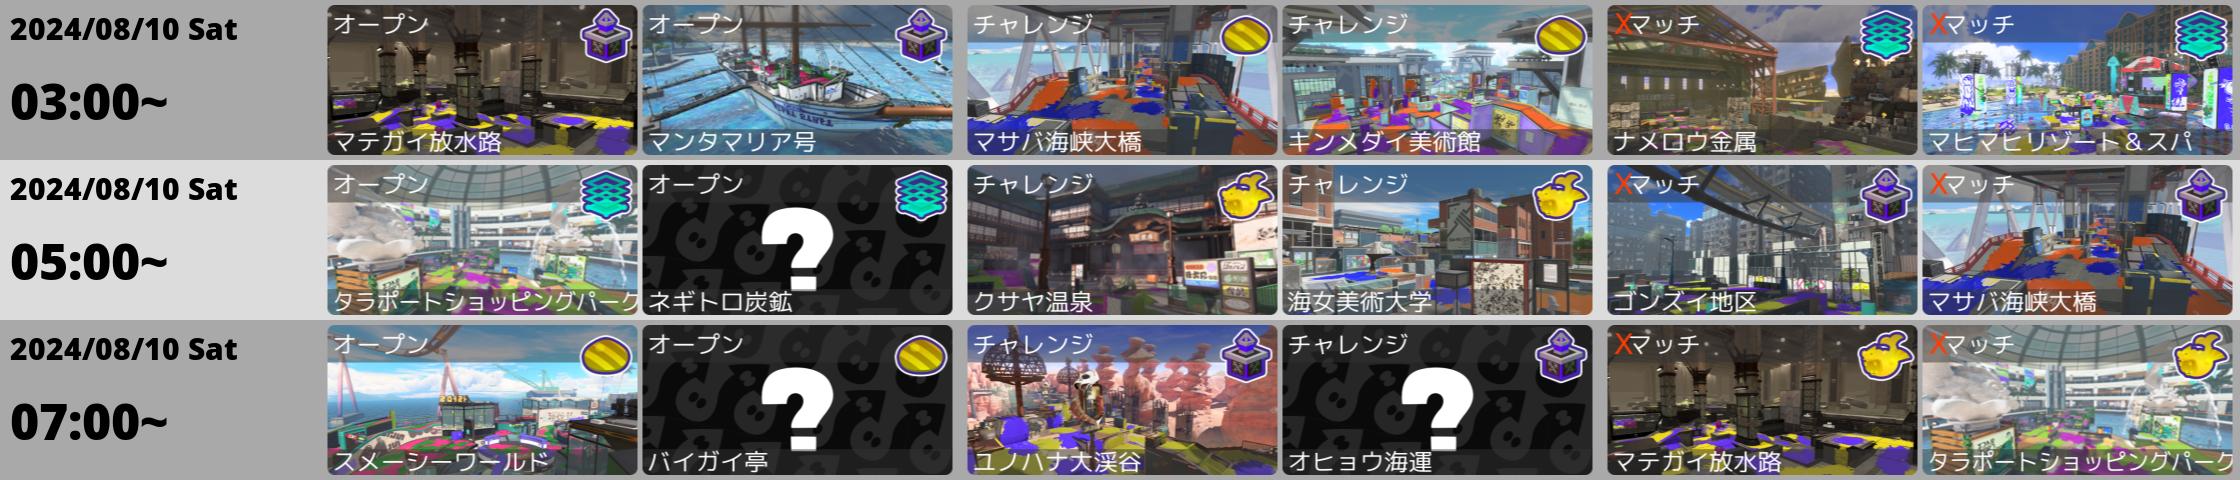 2024/08/10 Sat
03:00~
オープン
マテガイ放水路
オープン
マンタマリア号
チャレンジ
マサバ海峡大橋
チャレンジ
キンメダイ美術館
Xマッチ
ナメロウ金属
Xマッチ
マヒマヒリゾート＆スパ
2024/08/10 Sat
05:00~
オープン
タラポートショッピングパーク
オープン
ネギトロ炭鉱
?
チャレンジ
クサヤ温泉
チャレンジ
海女美術大学
Xマッチ
ゴンズイ地区
Xマッチ
マサバ海峡大橋
2024/08/10 Sat
07:00~
オープン
スメーシーワールド
オープン
?
バイガイ亭
チャレンジ
ユノハナ大渓谷
チャレンジ
?
オヒョウ海運
Xマッチ
マテガイ放水路
Xマッチ
タラポートショッピングパーク